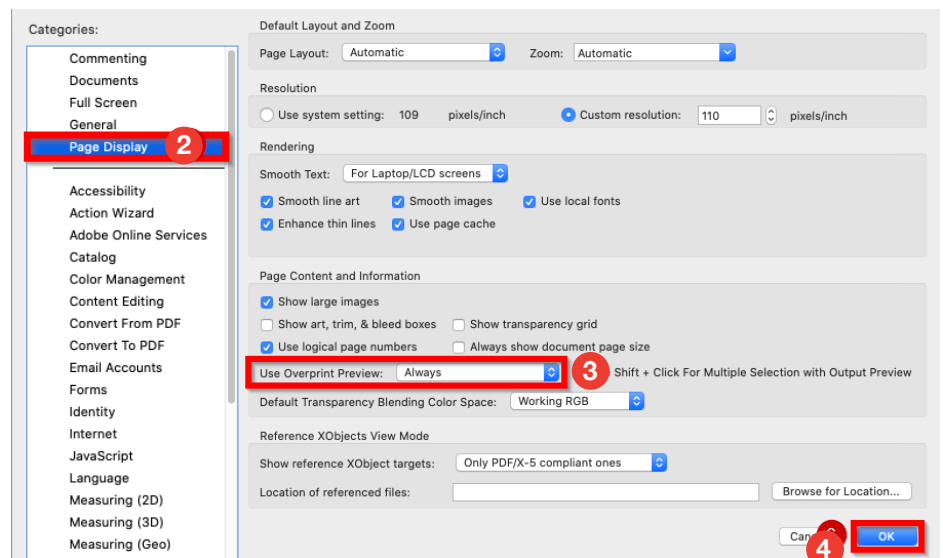 Categories:
Commenting
Documents
Full Screen
General
Page Display 2
Accessibility
Action Wizard
Adobe Online Services
Catalog
Color Management
Content Editing
Convert From PDF
Convert To PDF
Email Accounts
Forms
Identity
Internet
JavaScript
Language
Measuring (2D)
Measuring (3D)
Measuring (Geo)
Default Layout and Zoom
Page Layout: Automatic Zoom: Automatic
Resolution
Use system setting: 109 pixels/inch Custom resolution: 110 pixels/inch
Rendering
Smooth Text: For Laptop/LCD screens
Smooth line art Smooth images Use local fonts
Enhance thin lines Use page cache
Page Content and Information
Show large images
Show art, trim, & bleed boxes Show transparency grid
Use logical page numbers Always show document page size
Use Overprint Preview: Always 3 Shift + Click For Multiple Selection with Output Preview
Default Transparency Blending Color Space: Working RGB
Reference XObjects View Mode
Show reference XObject targets: Only PDF/X-5 compliant ones
Location of referenced files: Browse for Location...
4 OK